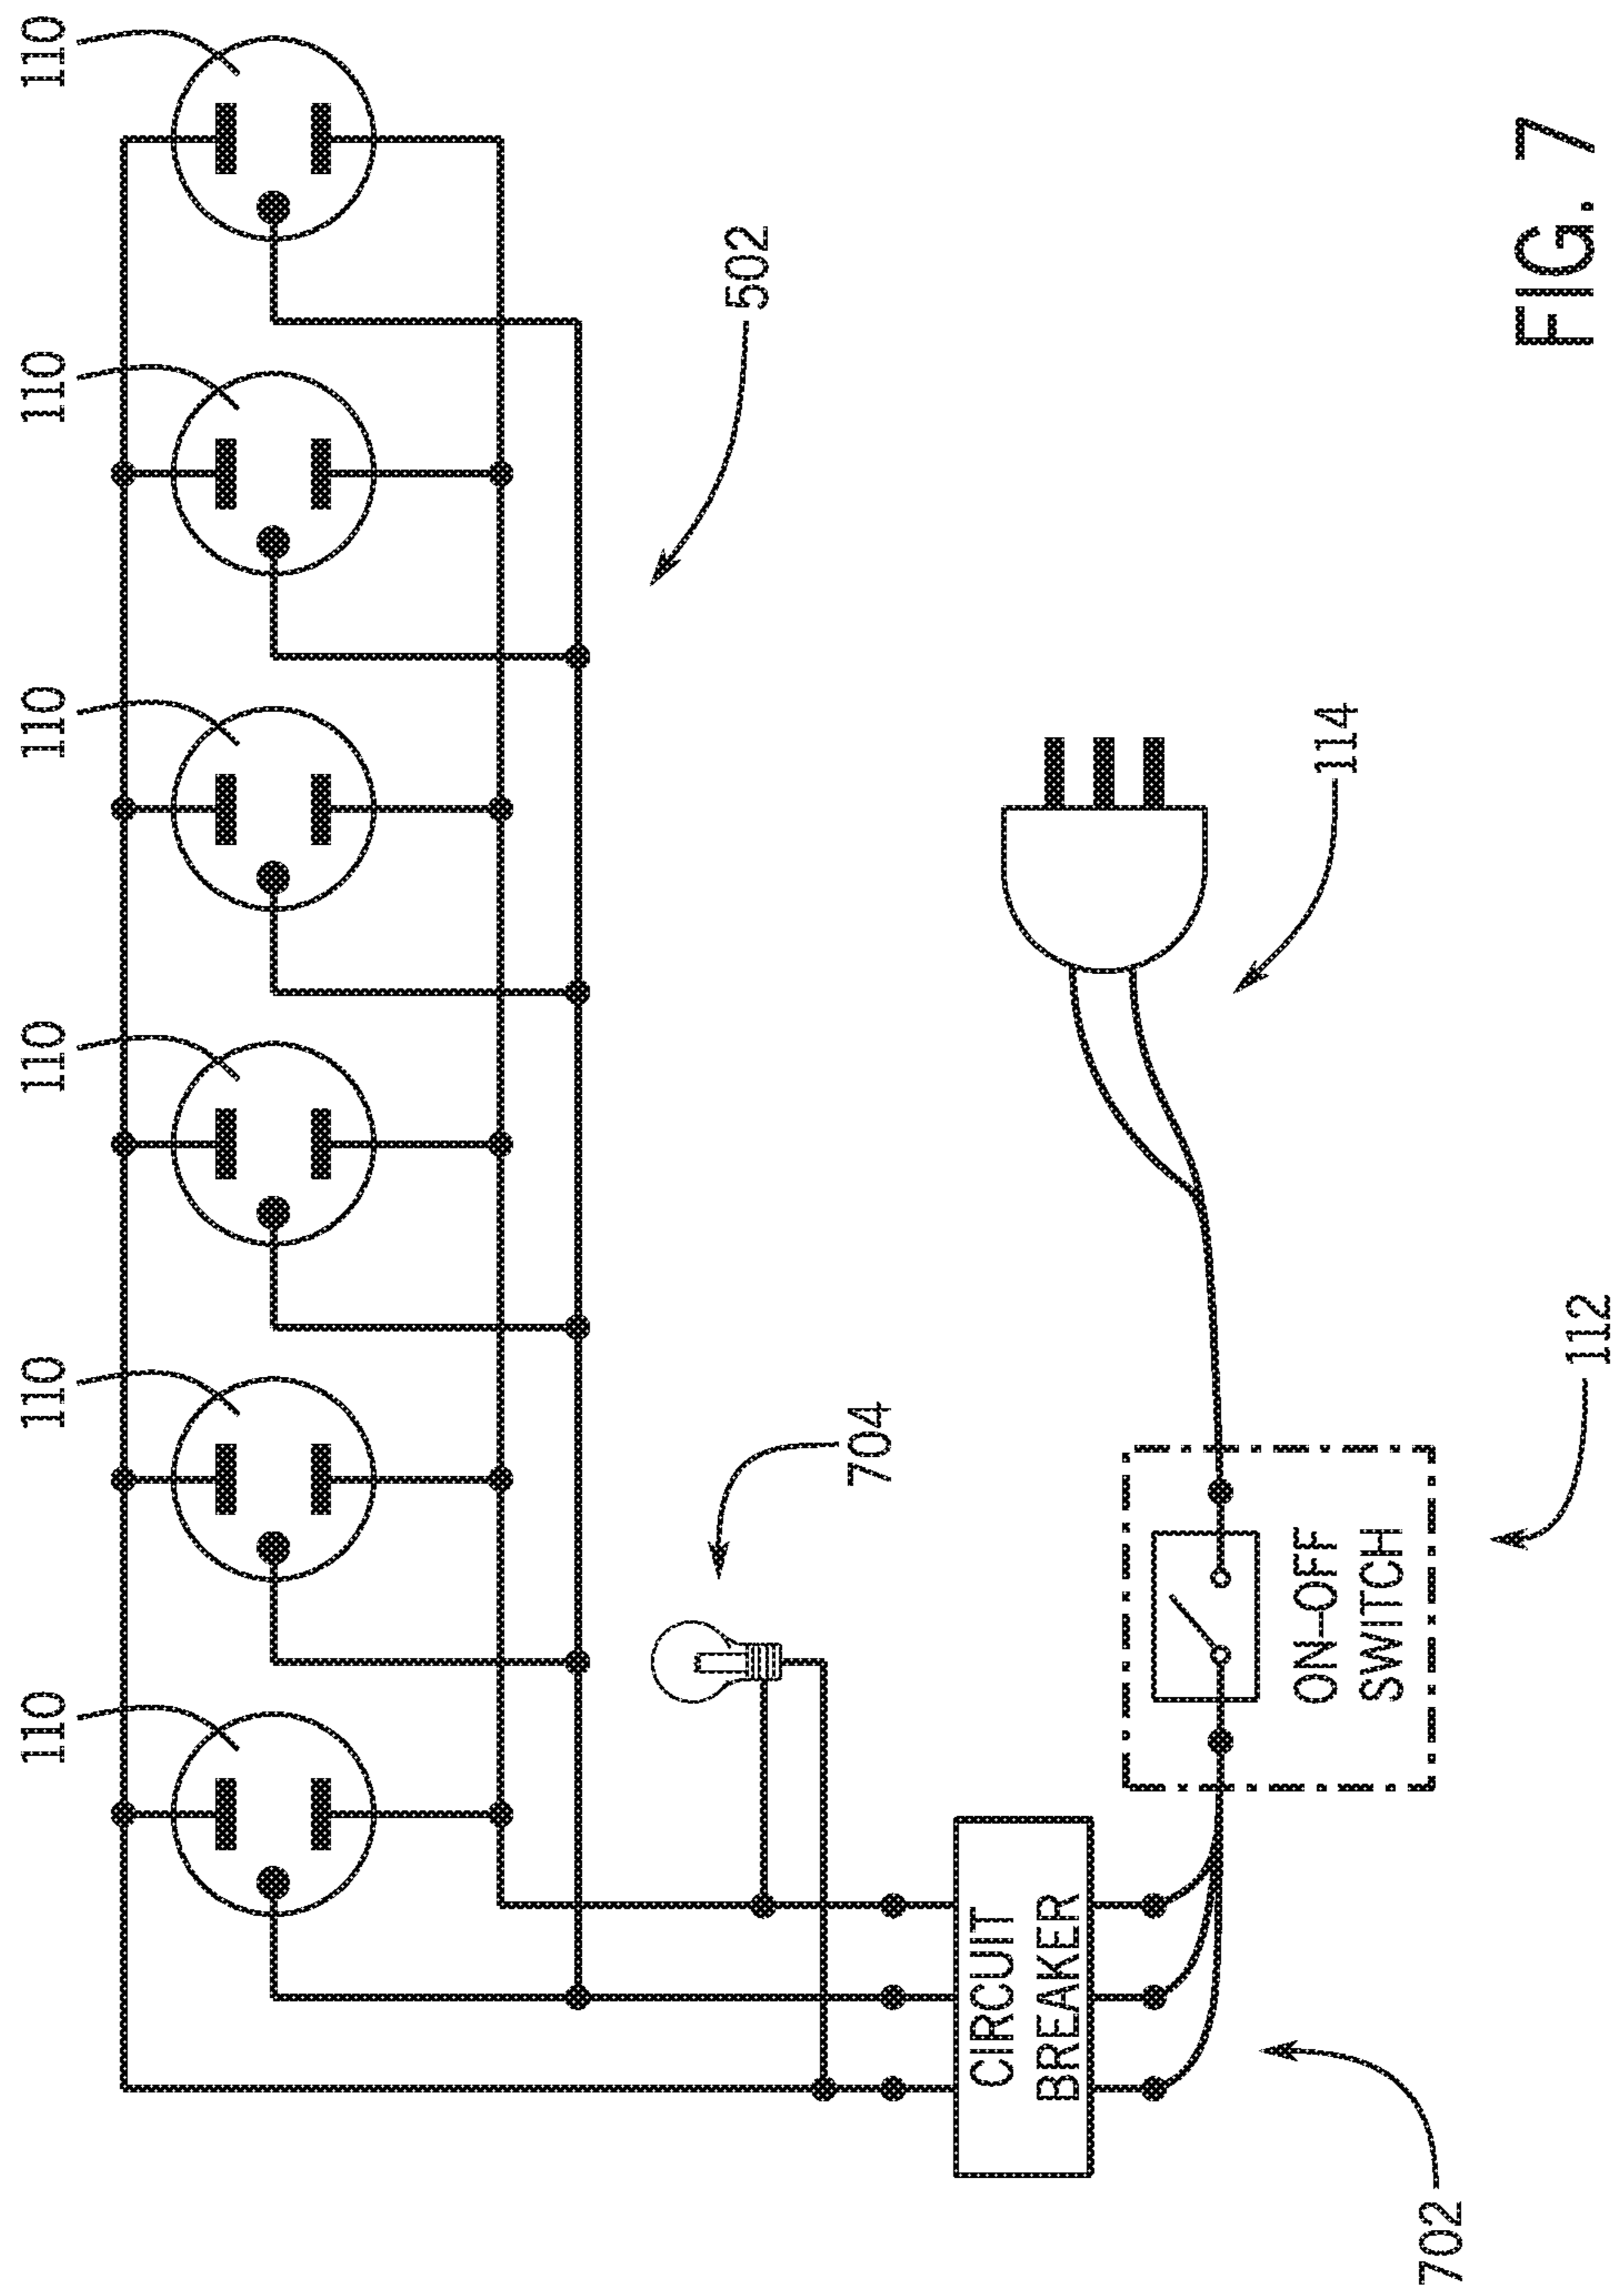 110
110
110
110
110
110
502
704
CIRCUIT
BREAKER
114
ON-OFF
SWITCH
702
112
FIG. 7